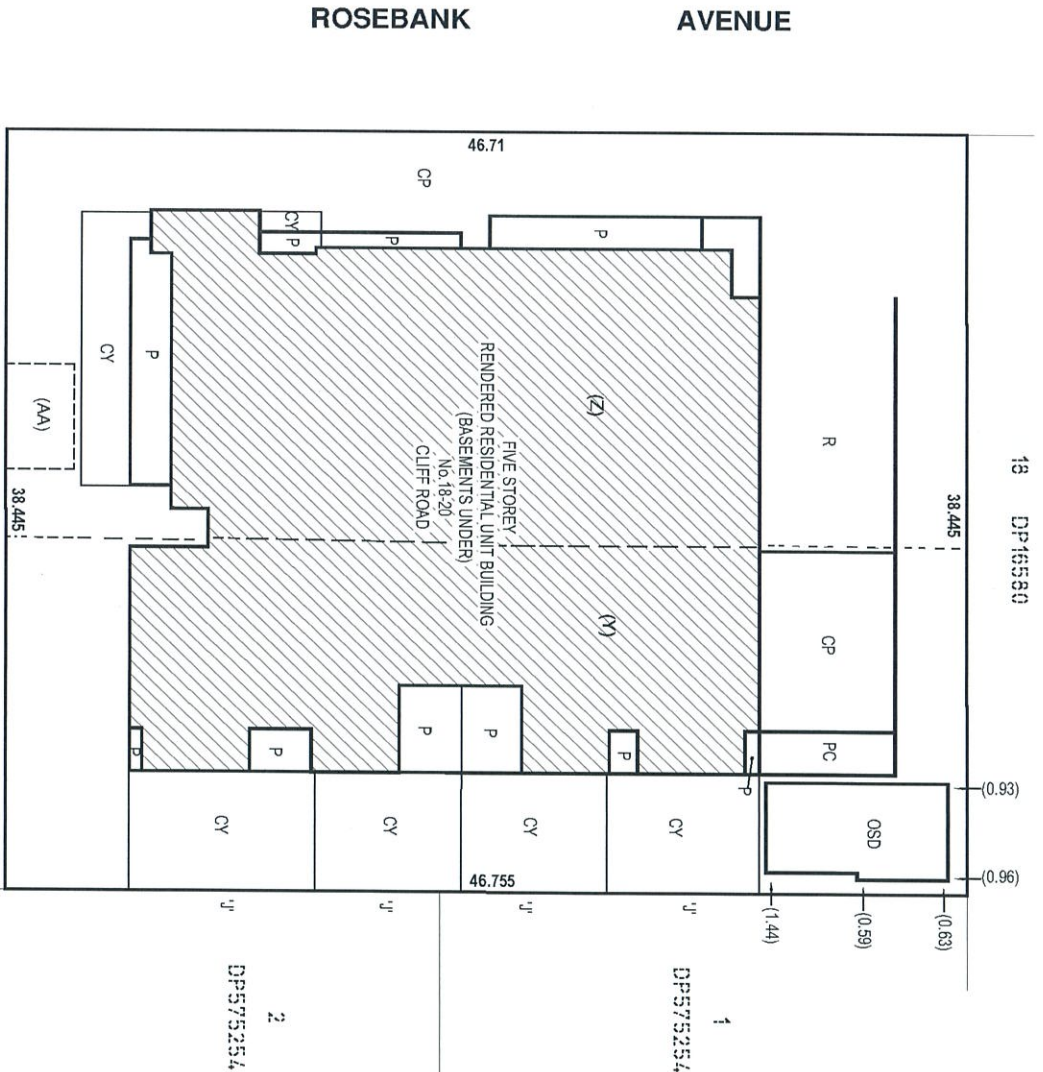 ROSEBANK AVENUE
46.71
CP
CY
P
P
P
CY
P
(AA)
38.445
R
38.445
18 DP16580
(Z)
FIVE STOREY
RENDERED RESIDENTIAL UNIT BUILDING
(BASEMENTS UNDER)
No.18-20
CLIFF ROAD
(Y)
CP
PC
P
P
P
P
P
P
CY
CY
CY
CY
46.755
OSD
(0.93)
(0.96)
(1.44)
(0.59)
(0.63)
'J'
'J'
'J'
'J'
2
DP575254
1
DP575254